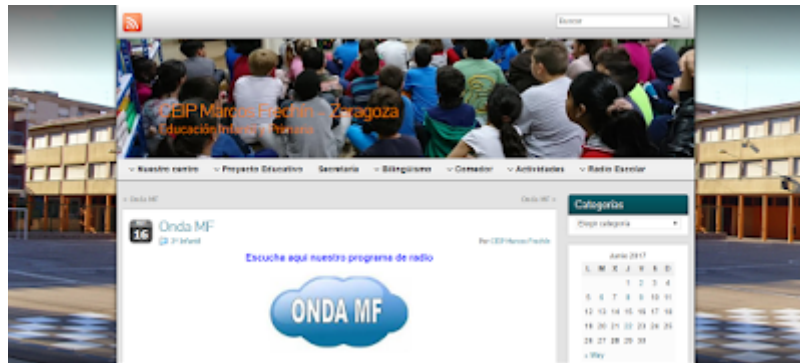 Buscar
CEIP Marcos Frechín - Zaragoza
Educación Infantil y Primaria
Nuestro centro Proyecto Educativo Secretaría Bilingüismo Comedor Actividades Radio Escolar
« Onda MF Onda MF »
Categorías
Elegir categoría
16
Onda MF
3º Infantil
Por CEIP Marcos Frechín
Escucha aquí nuestro programa de radio
ONDA MF
Junio 2017
L M X J V S D
1 2 3 4
5 6 7 8 9 10 11
12 13 14 15 16 17 18
19 20 21 22 23 24 25
26 27 28 29 30
« May